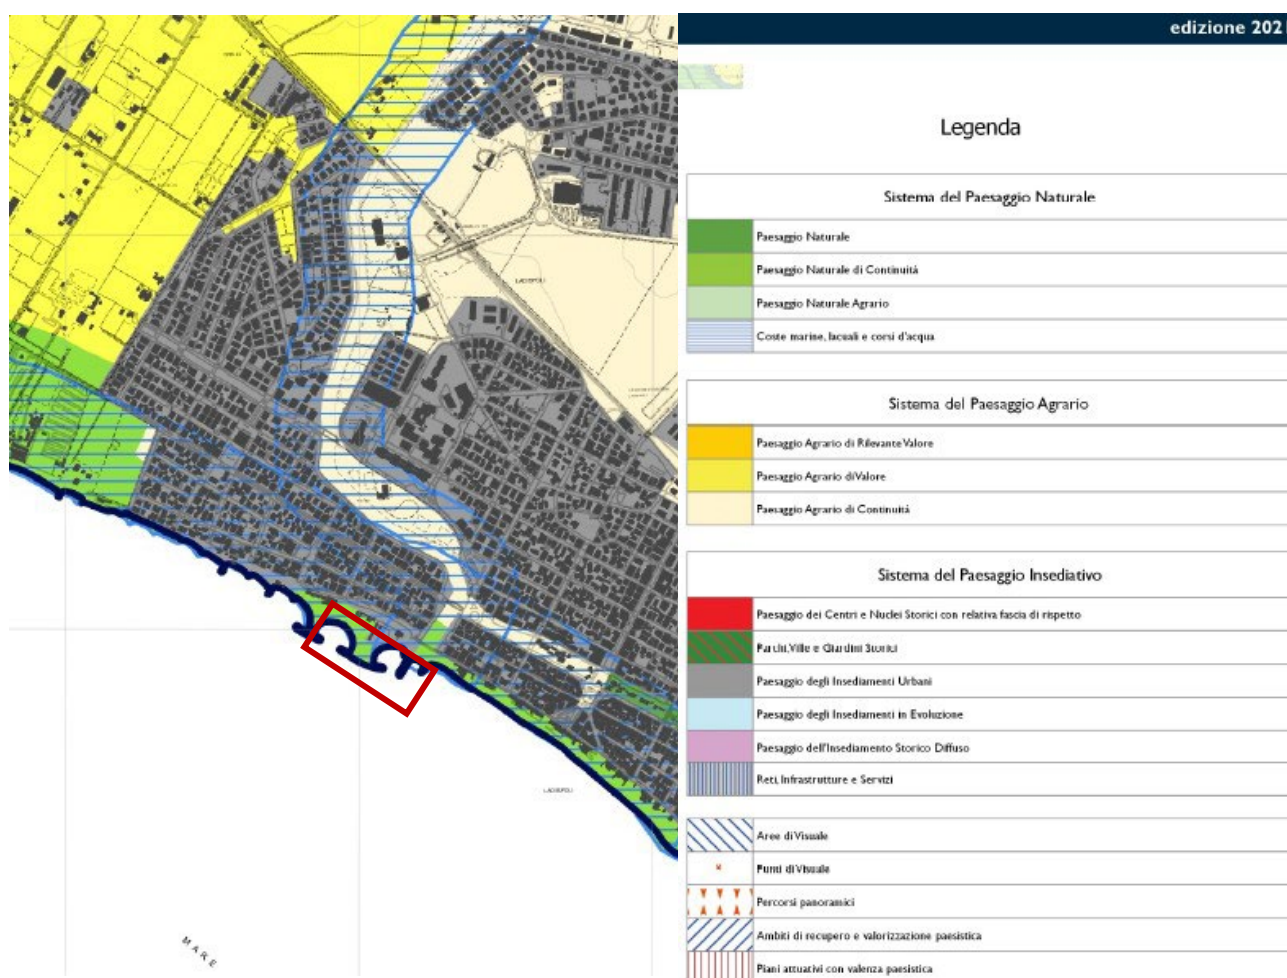 edizione 202
Legenda
Sistema del Paesaggio Naturale
Paesaggio Naturale
Paesaggio Naturale di Continuità
Paesaggio Naturale Agrario
Coste marine, lacuali e corsi d'acqua
Sistema del Paesaggio Agrario
Paesaggio Agrario di Rilevante Valore
Paesaggio Agrario di Valore
Paesaggio Agrario di Continuità
Sistema del Paesaggio Insediativo
Paesaggio dei Centri e Nuclei Storici con relativa fascia di rispetto
Parchi, Ville e Giardini Storici
Paesaggio degli Insediamenti Urbani
Paesaggio degli Insediamenti in Evoluzione
Paesaggio dell'Insediamento Storico Diffuso
Reti, Infrastrutture e Servizi
Aree di Visuale
Punti di Visuale
Percorsi panoramici
Ambiti di recupero e valorizzazione paesistica
Piani attuativi con valenza paesistica
LADISPOLI
LADISPOLI
MARE